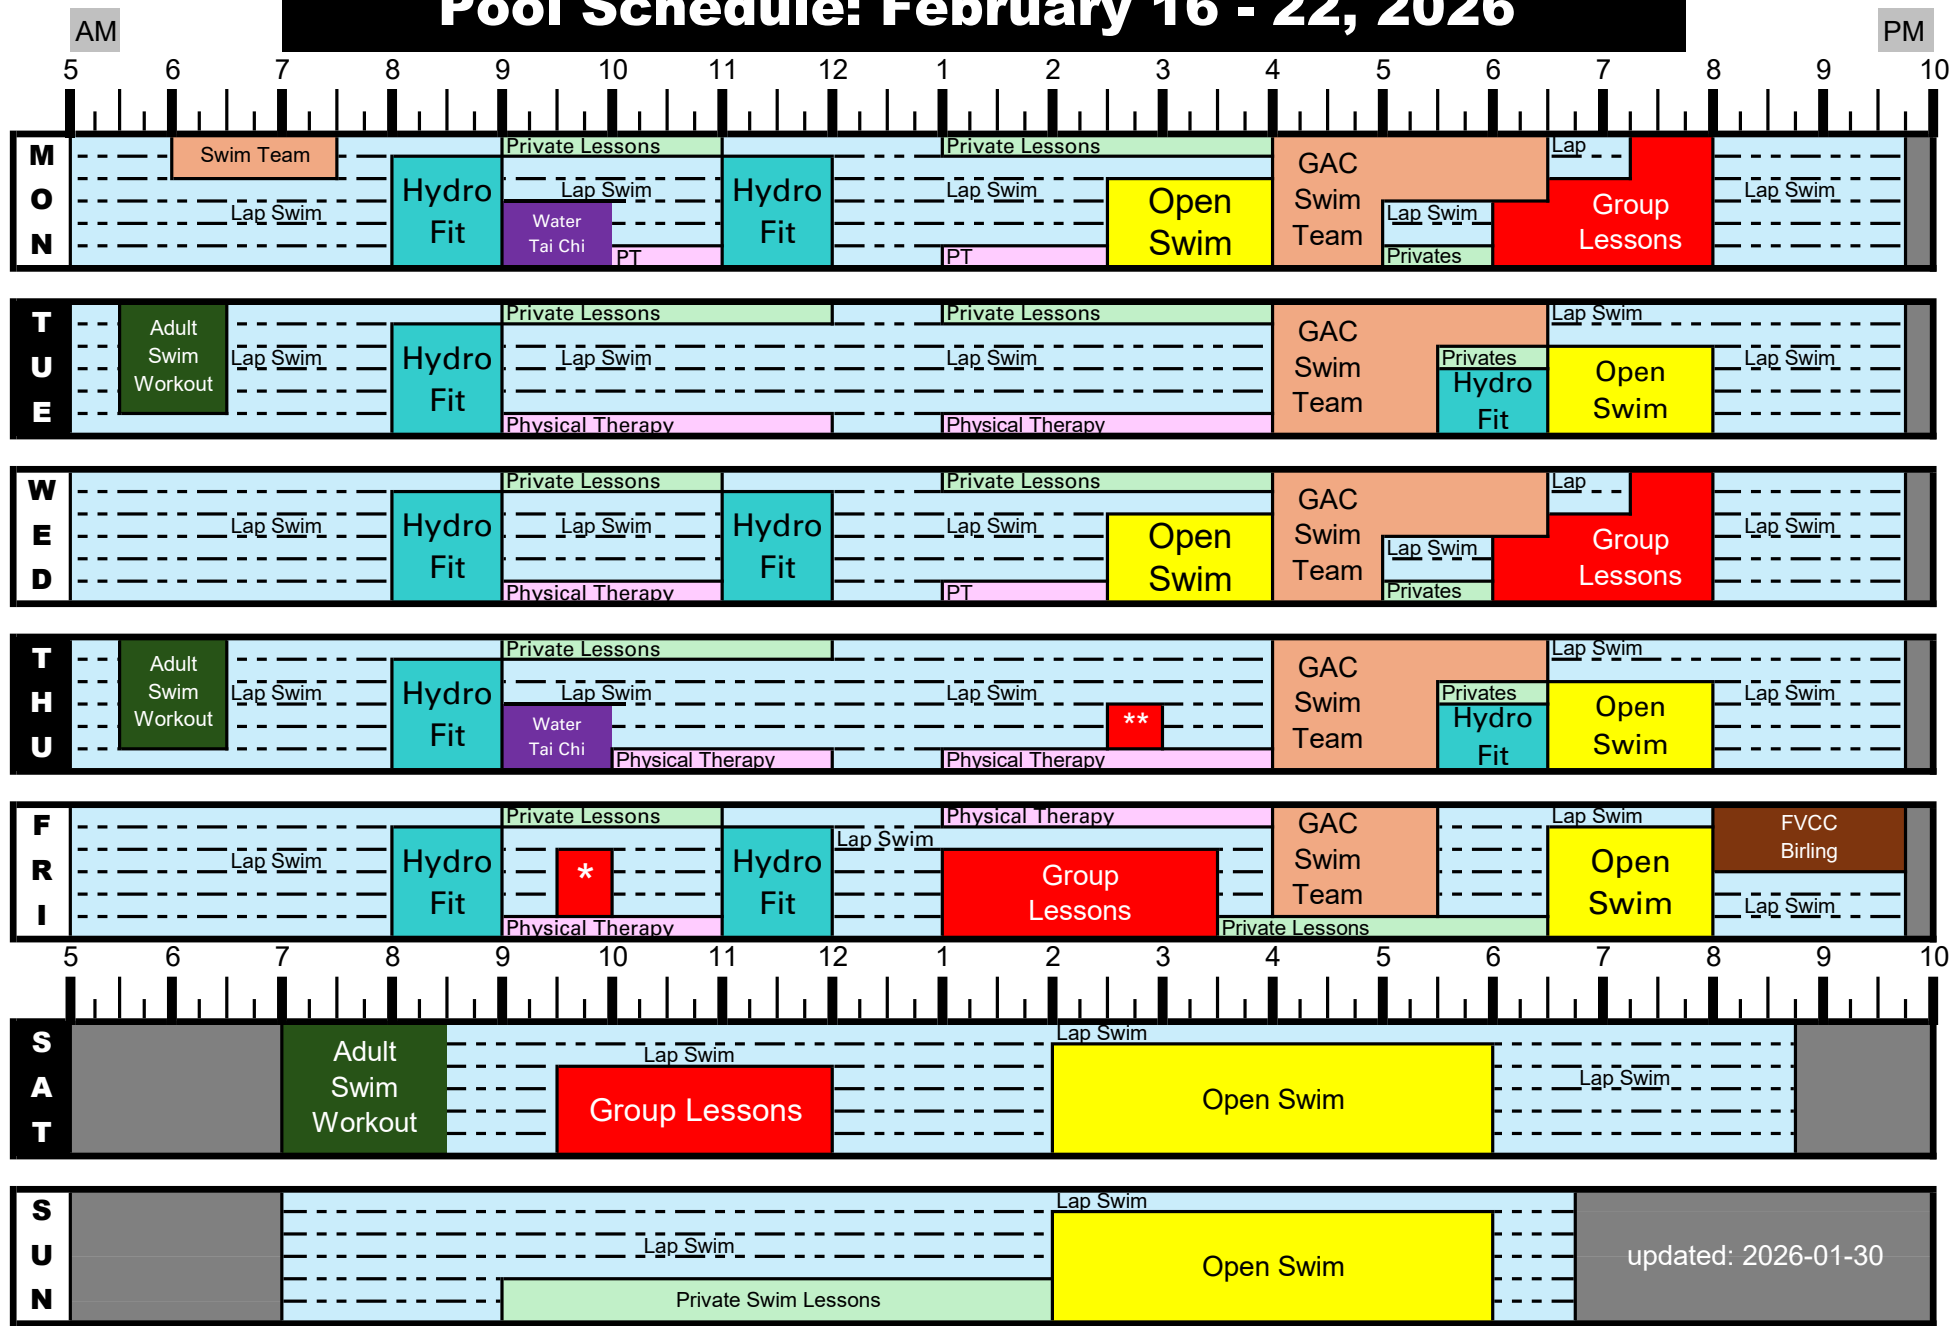 Pool Schedule: February 16 - 22, 2026
AM
PM
5 6 7 8 9 10 11 12 1 2 3 4 5 6 7 8 9 10
M
O
N
Swim Team
Lap Swim
Hydro
Fit
Private Lessons
Lap Swim
Water
Tai Chi
PT
Hydro
Fit
Private Lessons
Lap Swim
PT
Open
Swim
GAC
Swim
Team
Lap Swim
Privates
Lap
Group
Lessons
Lap Swim
T
U
E
Adult
Swim
Workout
Lap Swim
Hydro
Fit
Private Lessons
Lap Swim
Physical Therapy
Private Lessons
Lap Swim
Physical Therapy
GAC
Swim
Team
Privates
Hydro
Fit
Lap Swim
Open
Swim
Lap Swim
W
E
D
Lap Swim
Hydro
Fit
Private Lessons
Lap Swim
Physical Therapy
Hydro
Fit
Private Lessons
Lap Swim
PT
Open
Swim
GAC
Swim
Team
Lap Swim
Privates
Lap
Group
Lessons
Lap Swim
T
H
U
Adult
Swim
Workout
Lap Swim
Hydro
Fit
Private Lessons
Lap Swim
Water
Tai Chi
Physical Therapy
Lap Swim
**
Physical Therapy
GAC
Swim
Team
Privates
Hydro
Fit
Lap Swim
Open
Swim
Lap Swim
F
R
I
Lap Swim
Hydro
Fit
Private Lessons
*
Physical Therapy
Hydro
Fit
Lap Swim
Physical Therapy
Group
Lessons
Private Lessons
GAC
Swim
Team
Lap Swim
Open
Swim
FVCC
Birling
Lap Swim
5 6 7 8 9 10 11 12 1 2 3 4 5 6 7 8 9 10
S
A
T
Adult
Swim
Workout
Lap Swim
Group Lessons
Lap Swim
Open Swim
Lap Swim
S
U
N
Lap Swim
Private Swim Lessons
Lap Swim
Open Swim
updated: 2026-01-30